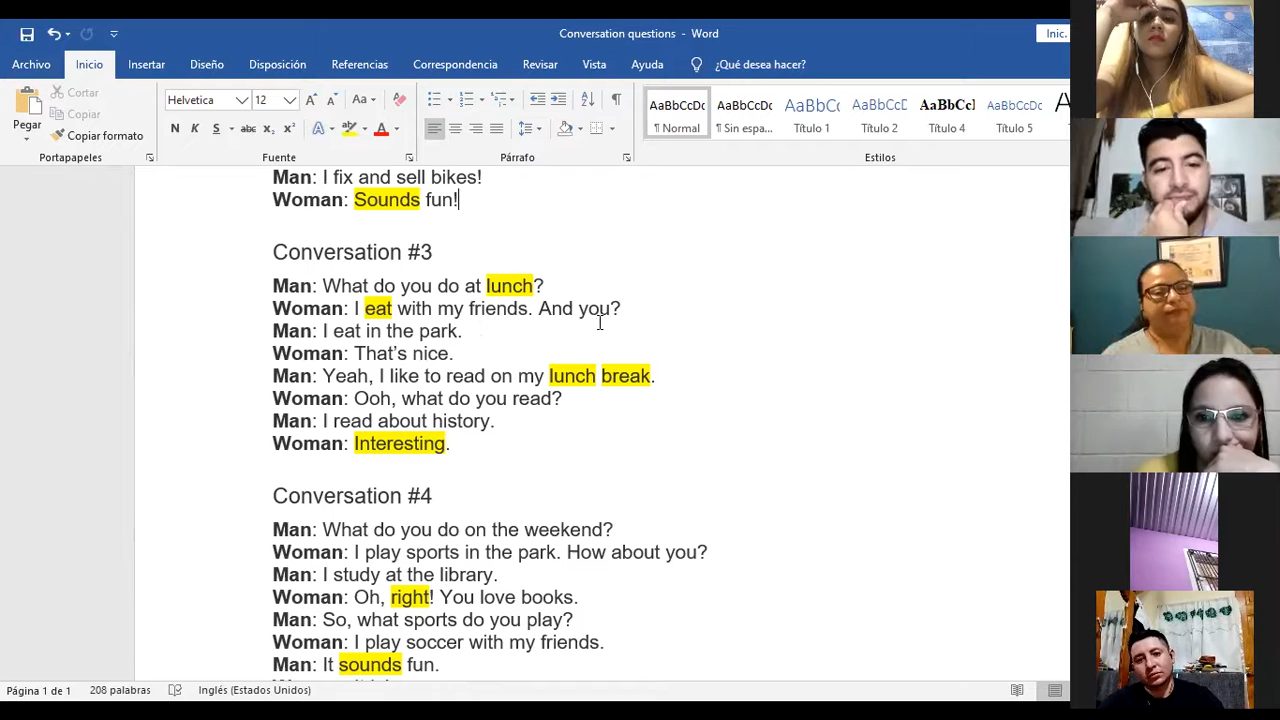 Conversation questions - Word
Inic.
Archivo Inicio Insertar Diseño Disposición Referencias Correspondencia Revisar Vista Ayuda ¿Qué desea hacer?
Pegar
Cortar
Copiar
Copiar formato
Portapapeles
Helvetica 12
Fuente
Párrafo
AaBbCcDc ¶ Normal
AaBbCcDc ¶ Sin espa...
AaBbCc Título 1
AaBbCcD Título 2
AaBbCcI Título 4
AaBbCcDc Título 5
Estilos
Man: I fix and sell bikes!
Woman: Sounds fun!
Conversation #3
Man: What do you do at lunch?
Woman: I eat with my friends. And you?
Man: I eat in the park.
Woman: That’s nice.
Man: Yeah, I like to read on my lunch break.
Woman: Ooh, what do you read?
Man: I read about history.
Woman: Interesting.
Conversation #4
Man: What do you do on the weekend?
Woman: I play sports in the park. How about you?
Man: I study at the library.
Woman: Oh, right! You love books.
Man: So, what sports do you play?
Woman: I play soccer with my friends.
Man: It sounds fun.
Página 1 de 1 208 palabras Inglés (Estados Unidos)